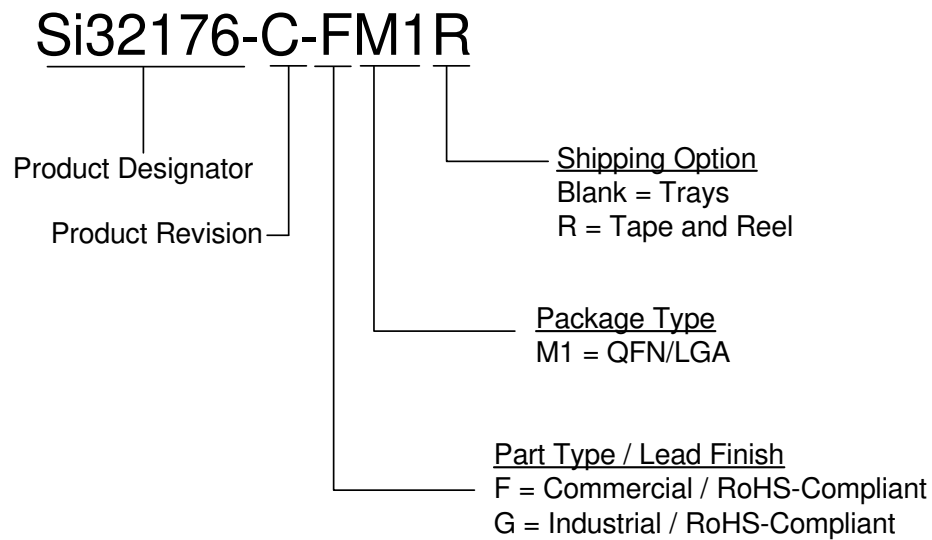 Si32176-C-FM1R
Product Designator
Product Revision
Shipping Option
Blank = Trays
R = Tape and Reel
Package Type
M1 = QFN/LGA
Part Type / Lead Finish
F = Commercial / RoHS-Compliant
G = Industrial / RoHS-Compliant